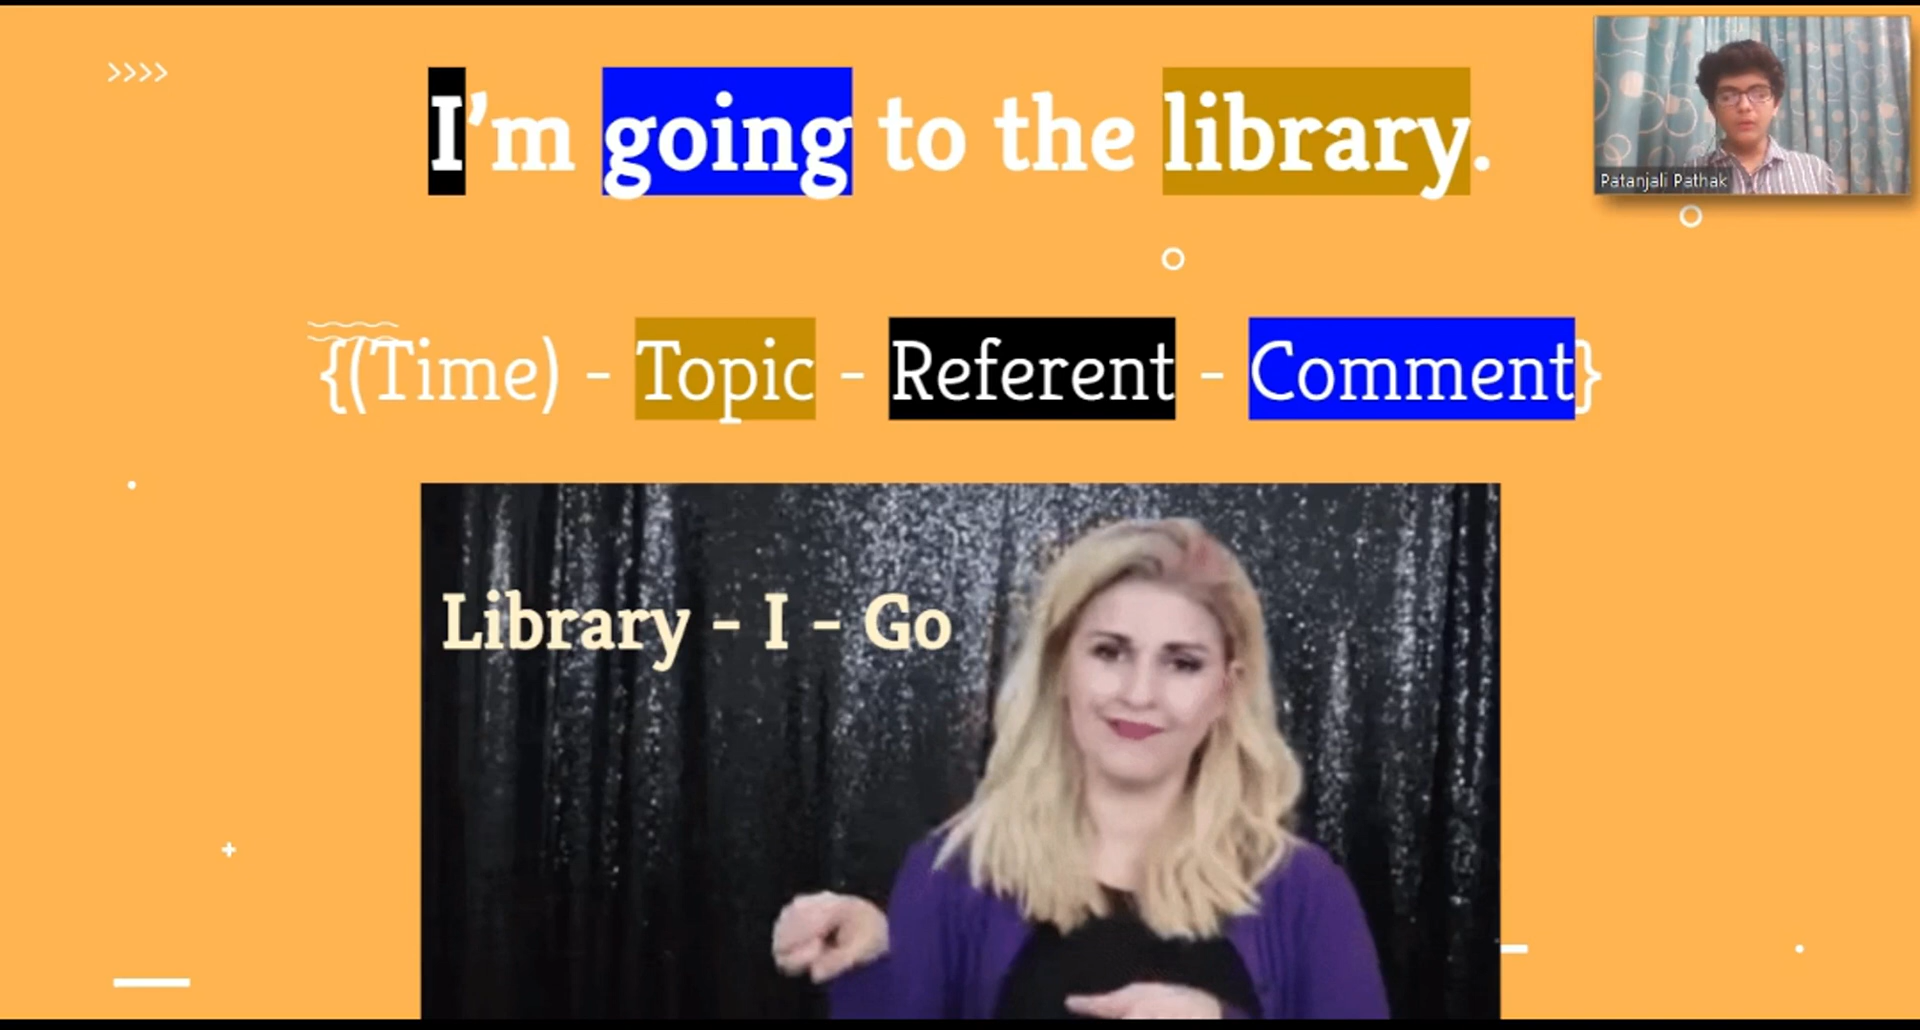 >>>>
I'm going to the library.
Patanjali Pathak
{(Time) - Topic - Referent - Comment}
Library - I - Go